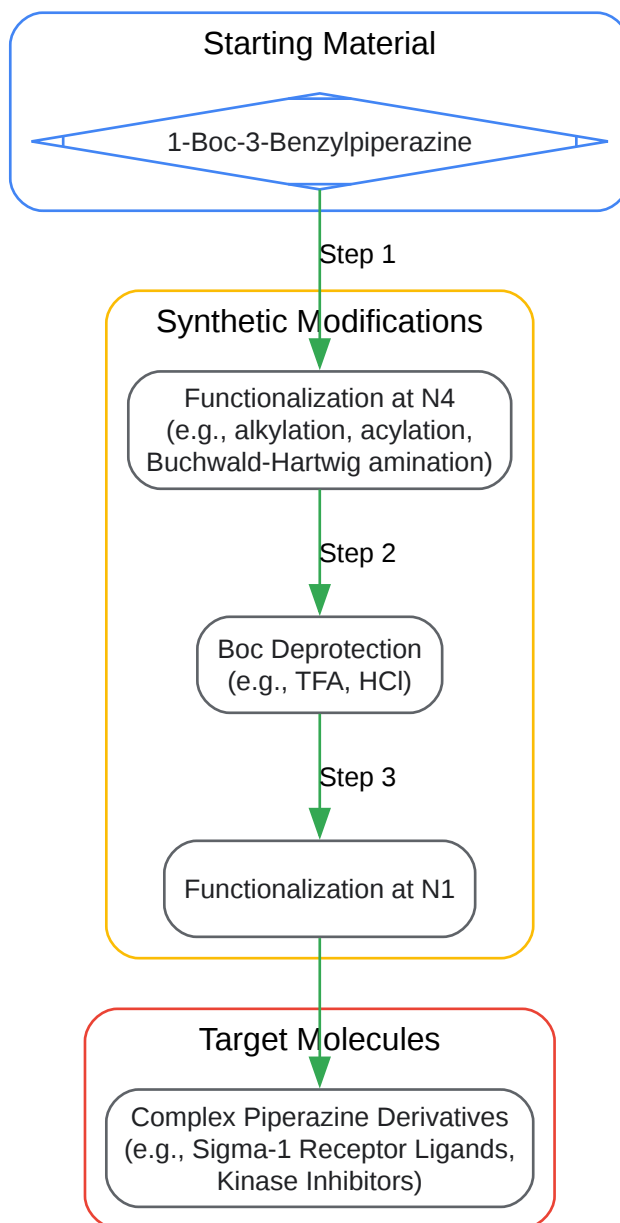 Starting Material
1-Boc-3-Benzylpiperazine
Step 1
Synthetic Modifications
Functionalization at N4
(e.g., alkylation, acylation,
Buchwald-Hartwig amination)
Step 2
Boc Deprotection
(e.g., TFA, HCl)
Step 3
Functionalization at N1
Target Molecules
Complex Piperazine Derivatives
(e.g., Sigma-1 Receptor Ligands,
Kinase Inhibitors)